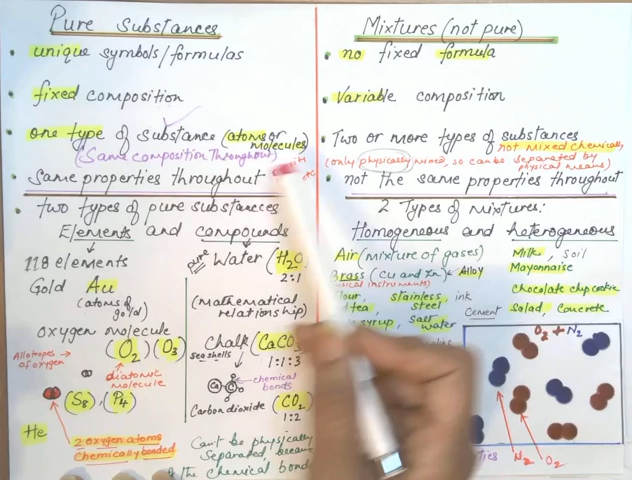 Pure Substances
• unique symbols/formulas
• fixed composition
• one type of substance (atoms or molecules)
(Same composition Throughout)
• Same properties throughout
• two types of pure substances
Elements and compounds
118 elements
Gold Au
(atoms of gold)
oxygen molecule
Allotropes of oxygen
(O2) (O3)
diatomic molecule
(S8), (P4)
He
2 oxygen atoms
Chemically bonded
pure
Water (H2O)
2:1
(mathematical
relationship)
Chalk (CaCO3)
sea shells
1:1:3
Ca C
chemical bonds
Carbon dioxide (CO2)
1:2
Can't be physically
Separated, because
of the chemical bond
Mixtures (not pure)
• no fixed formula
• Variable composition
• Two or more types of substances
not Mixed chemically
(only physically mixed, so can be separated by
physical means)
• not the same properties throughout
• 2 Types of mixtures:
Homogeneous and heterogeneous
Air (mixture of gases)
Brass (Cu and Zn) Alloy
stainless, ink
tea, steel
syrup, Salt water
Milk, soil
Mayonnaise
Chocolate chip cookie
Salad, Concrete
Cement
O2 + N2
N2 O2